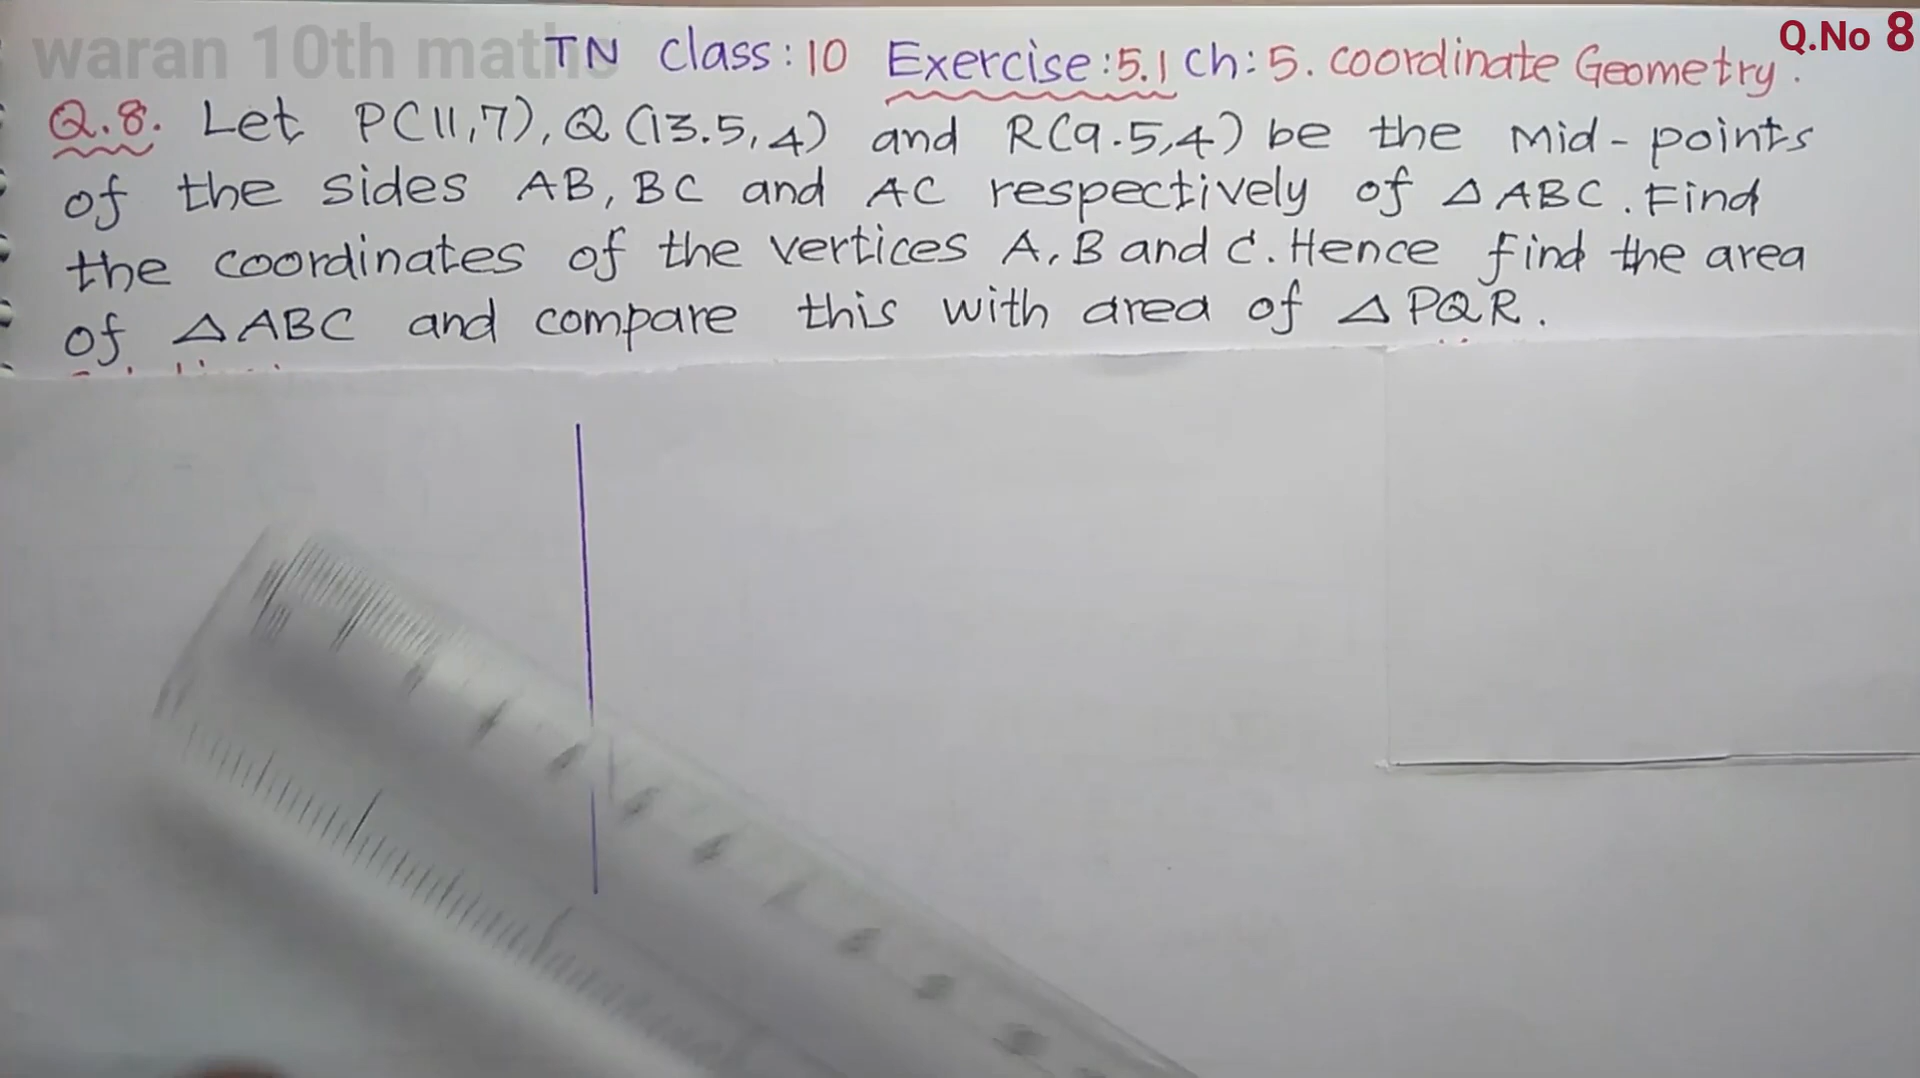 waran 10th maths
Q.No 8
TN Class: 10 Exercise: 5.1 Ch: 5. Coordinate Geometry.
Q.8. Let P(11,7), Q(13.5,4) and R(9.5,4) be the Mid-points
of the sides AB, BC and AC respectively of △ABC. Find
the coordinates of the vertices A, B and C. Hence find the area
of △ABC and compare this with area of △PQR.